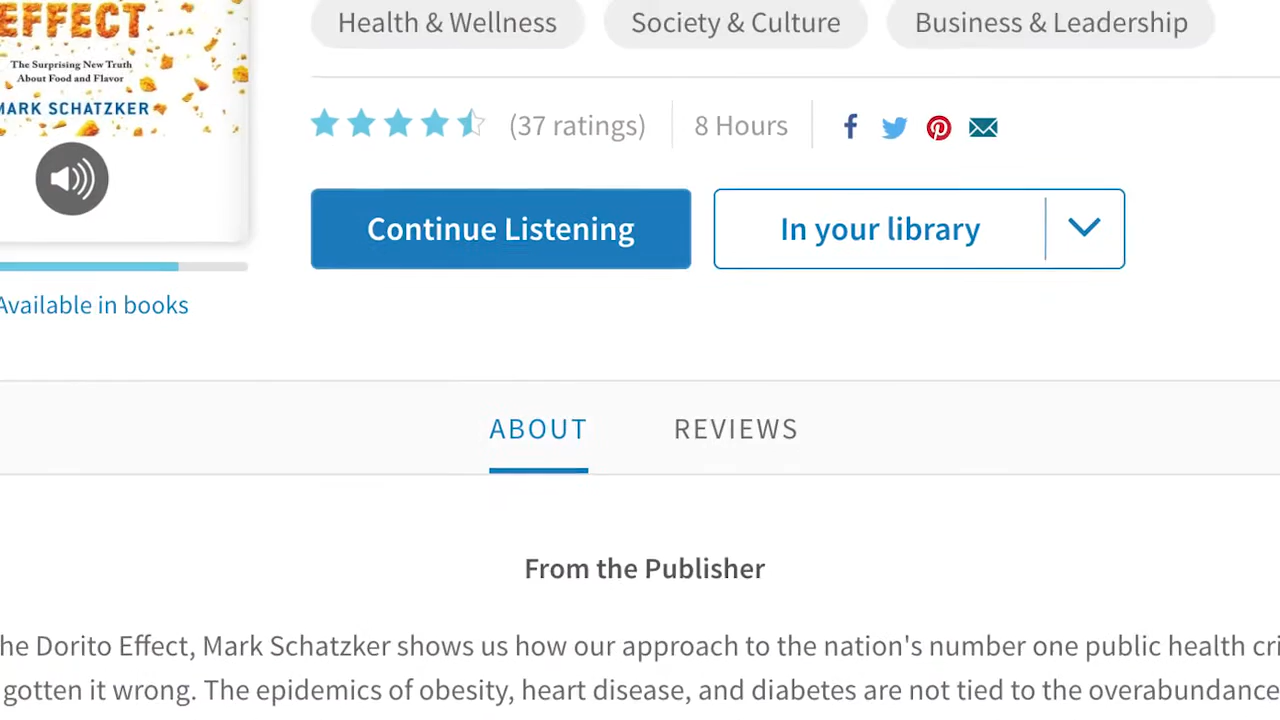 EFFECT
The Surprising New Truth
About Food and Flavor
MARK SCHATZKER
Available in books
Health & Wellness
Society & Culture
Business & Leadership
(37 ratings)
8 Hours
Continue Listening
In your library
ABOUT
REVIEWS
From the Publisher
he Dorito Effect, Mark Schatzker shows us how our approach to the nation's number one public health cri
gotten it wrong. The epidemics of obesity, heart disease, and diabetes are not tied to the overabundance